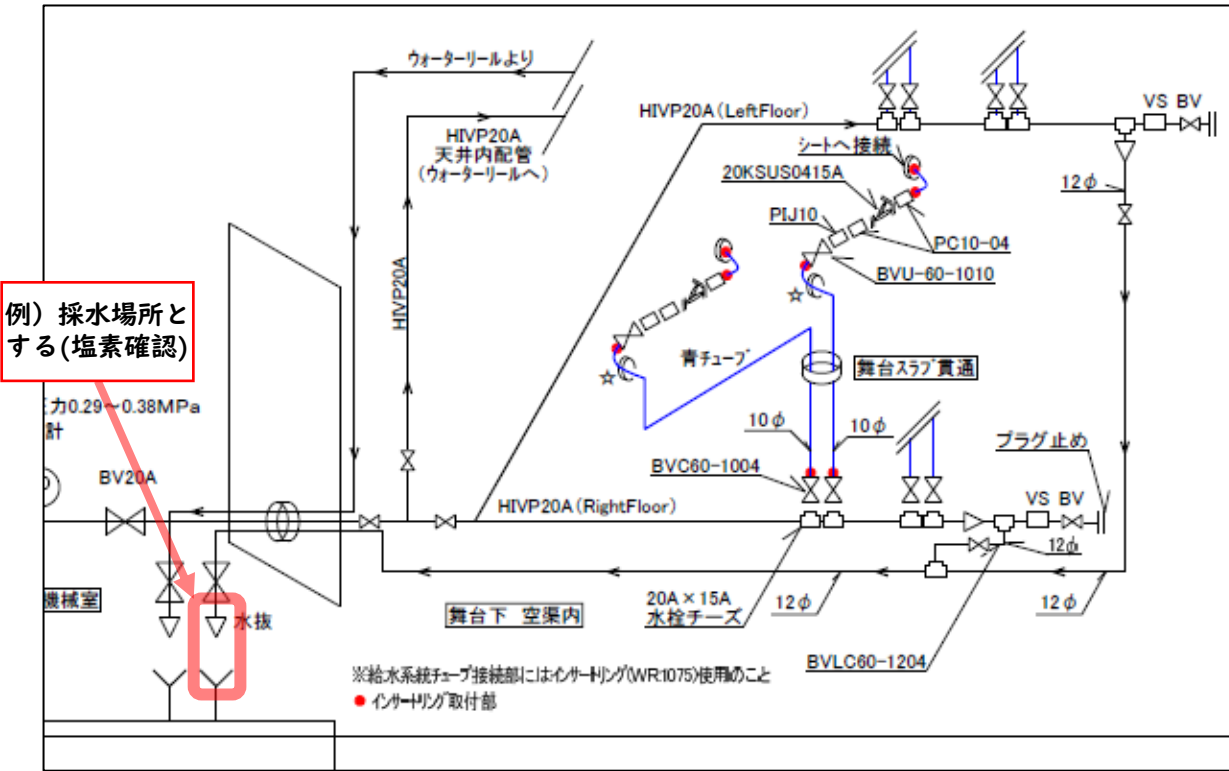 ウォーターリールより
HIVP20A
天井内配管
(ウォーターリールへ)
HIVP20A
HIVP20A(LeftFloor)
VS BV
シートへ接続
20KSUS0415A
PIJ10
PC10-04
BVU-60-1010
12φ
☆
☆
例）採水場所と
する(塩素確認)
力0.29～0.38MPa
計
BV20A
青チューブ
舞台スラブ貫通
10φ
10φ
BVC60-1004
プラグ止め
HIVP20A(RightFloor)
VS BV
12φ
機械室
水抜
舞台下 空渠内
20A×15A
水栓チーズ
12φ
12φ
BVLC60-1204
※給水系統チューブ接続部にはインサートリング(WR1075)使用のこと
● インサートリング取付部